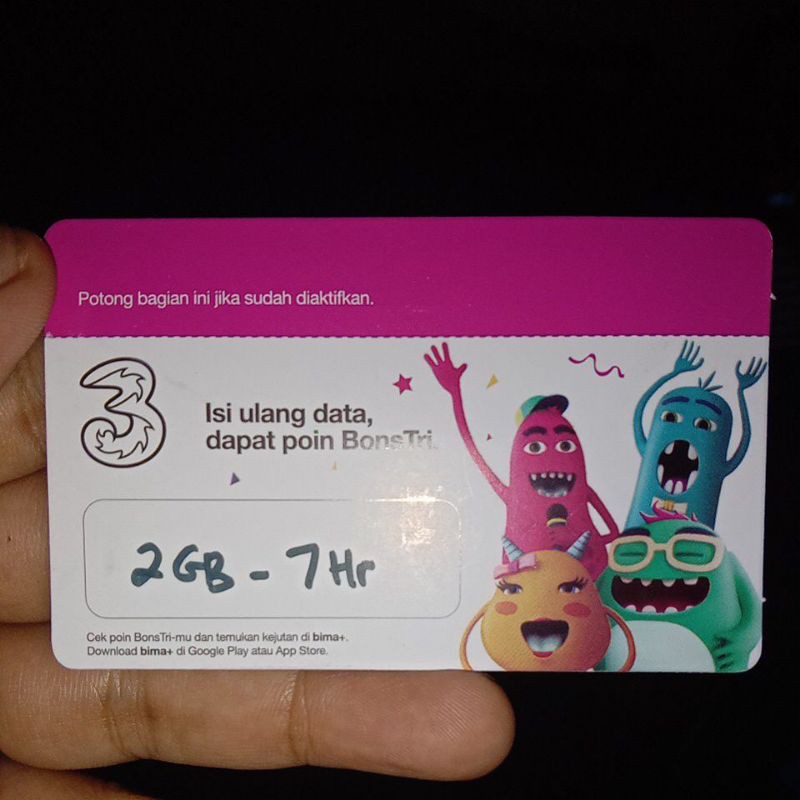 Potong bagian ini jika sudah diaktifkan.
3
Isi ulang data,
dapat poin BonsTri.
2GB - 7Hr
Cek poin BonsTri-mu dan temukan kejutan di bima+.
Download bima+ di Google Play atau App Store.